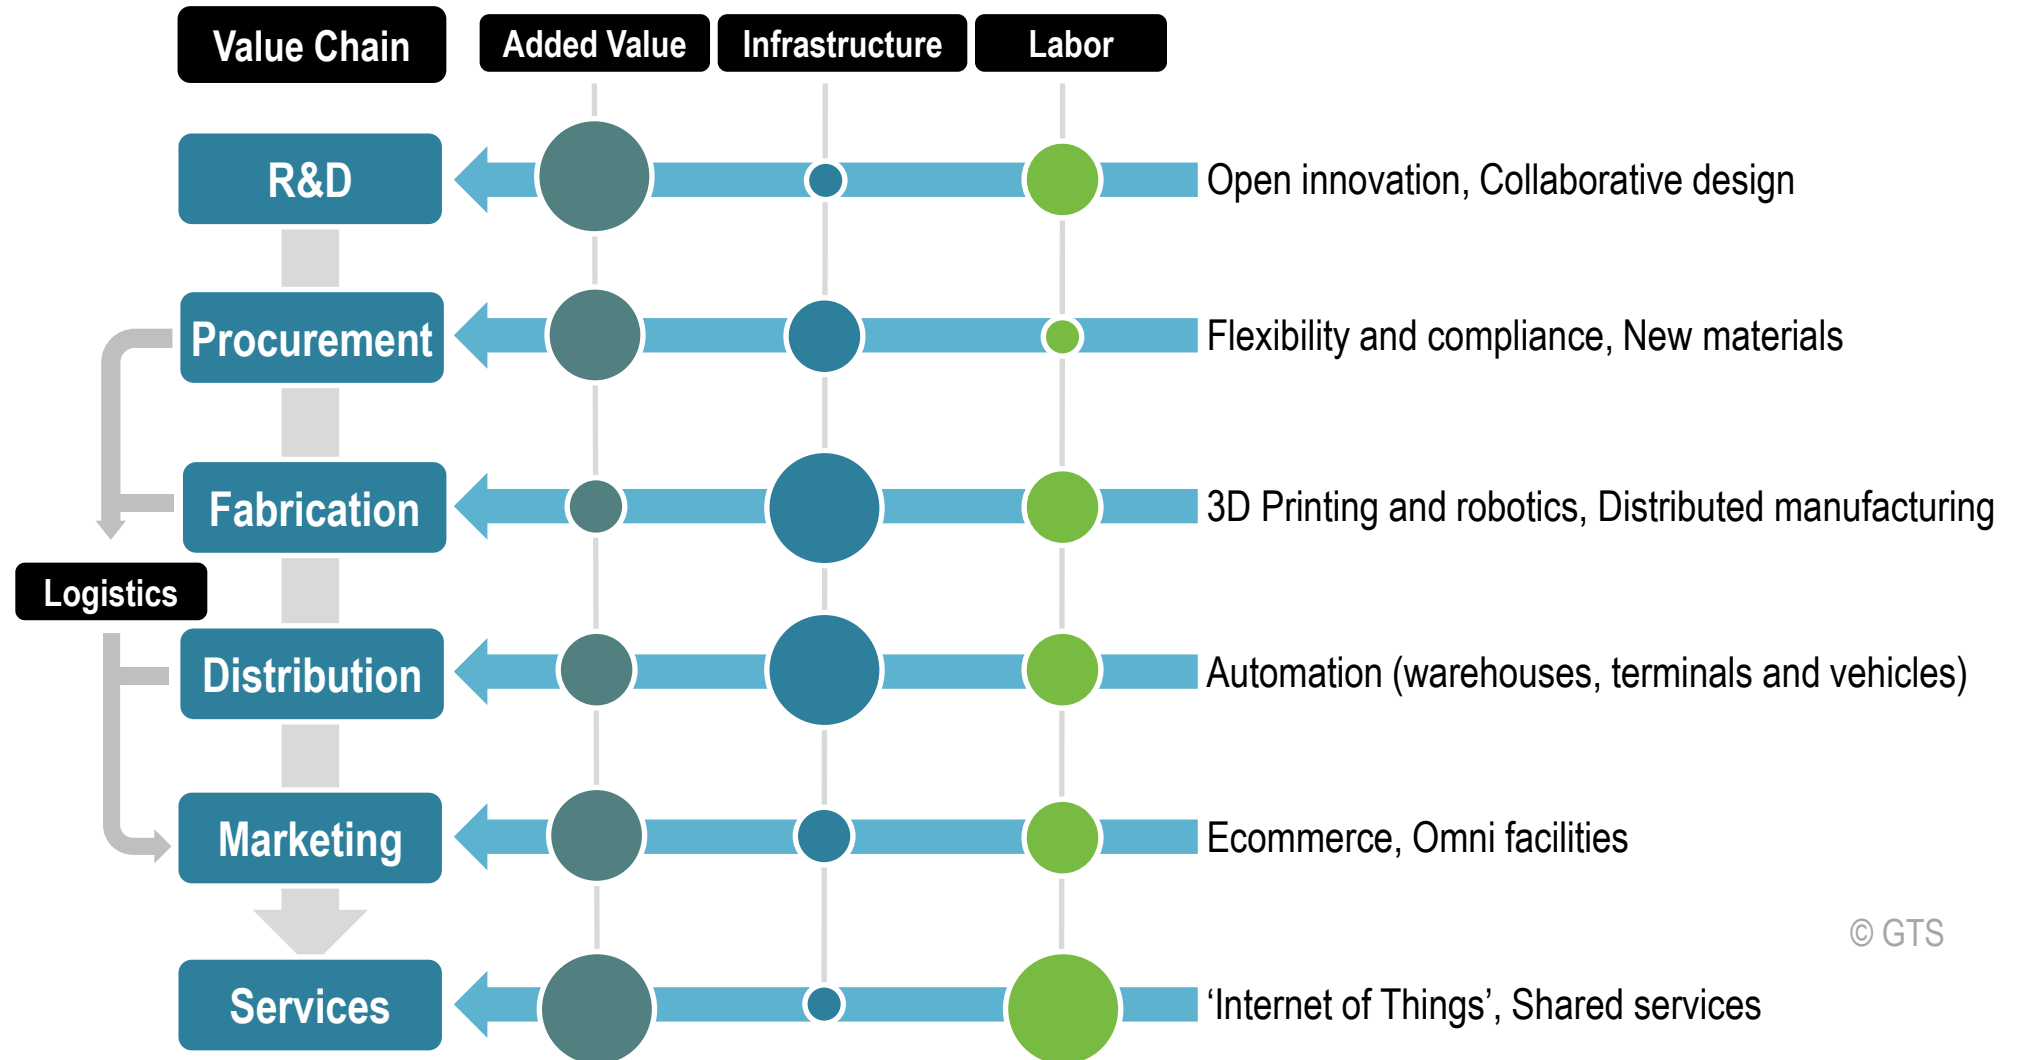 Value Chain
Added Value
Infrastructure
Labor
R&D
Open innovation, Collaborative design
Procurement
Flexibility and compliance, New materials
Fabrication
3D Printing and robotics, Distributed manufacturing
Logistics
Distribution
Automation (warehouses, terminals and vehicles)
Marketing
Ecommerce, Omni facilities
© GTS
Services
‘Internet of Things’, Shared services